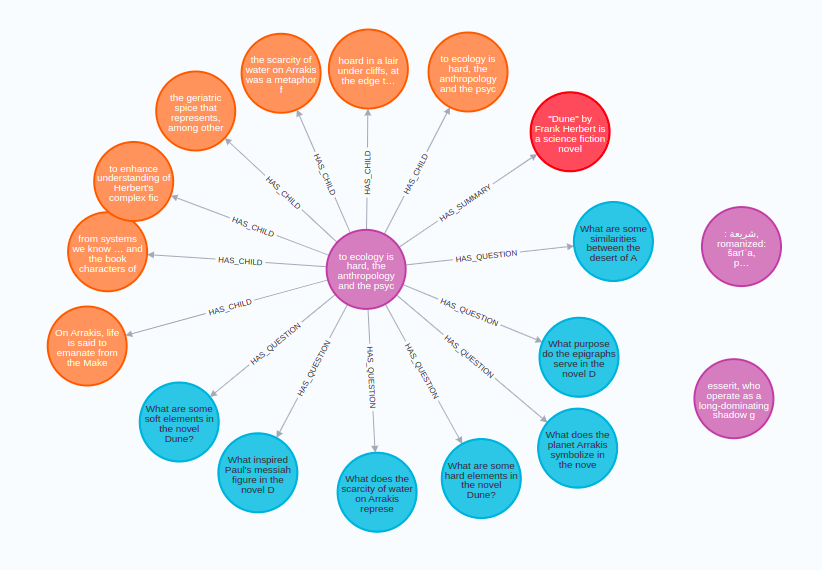 the scarcity of
water on Arrakis
was a metaphor
f
hoard in a lair
under cliffs, at
the edge t…
to ecology is
hard, the
anthropology
and the psyc
the geriatric
spice that
represents,
among other
"Dune" by
Frank Herbert is
a science fiction
novel
to enhance
understanding of
Herbert's
complex fic
from systems
we know … and
the book
characters of
On Arrakis, life
is said to
emanate from
the Make
to ecology is
hard, the
anthropology
and the psyc
What are some
similarities
between the
desert of A
: شريعة,
romanized:
šarīʿa,
p…
What purpose
do the epigraphs
serve in the
novel D
esserit, who
operate as a
long-dominating
shadow g
What are some
soft elements in
the novel
Dune?
What inspired
Paul's messiah
figure in the
novel D
What does the
scarcity of water
on Arrakis
represe
What are some
hard elements in
the novel
Dune?
What does the
planet Arrakis
symbolize in
the nove
HAS_CHILD
HAS_CHILD
HAS_CHILD
HAS_CHILD
HAS_CHILD
HAS_CHILD
HAS_CHILD
HAS_SUMMARY
HAS_QUESTION
HAS_QUESTION
HAS_QUESTION
HAS_QUESTION
HAS_QUESTION
HAS_QUESTION
HAS_QUESTION